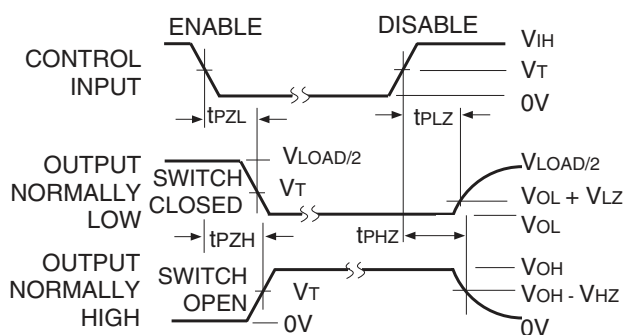 ENABLE DISABLE
CONTROL
INPUT
VIH
VT
0V
tPZL tPLZ
OUTPUT
NORMALLY
LOW
SWITCH
CLOSED
VLOAD/2
VT
VLOAD/2
VOL + VLZ
VOL
tPZH tPHZ
OUTPUT
NORMALLY
HIGH
SWITCH
OPEN
VT
0V
VOH
VOH - VHZ
0V